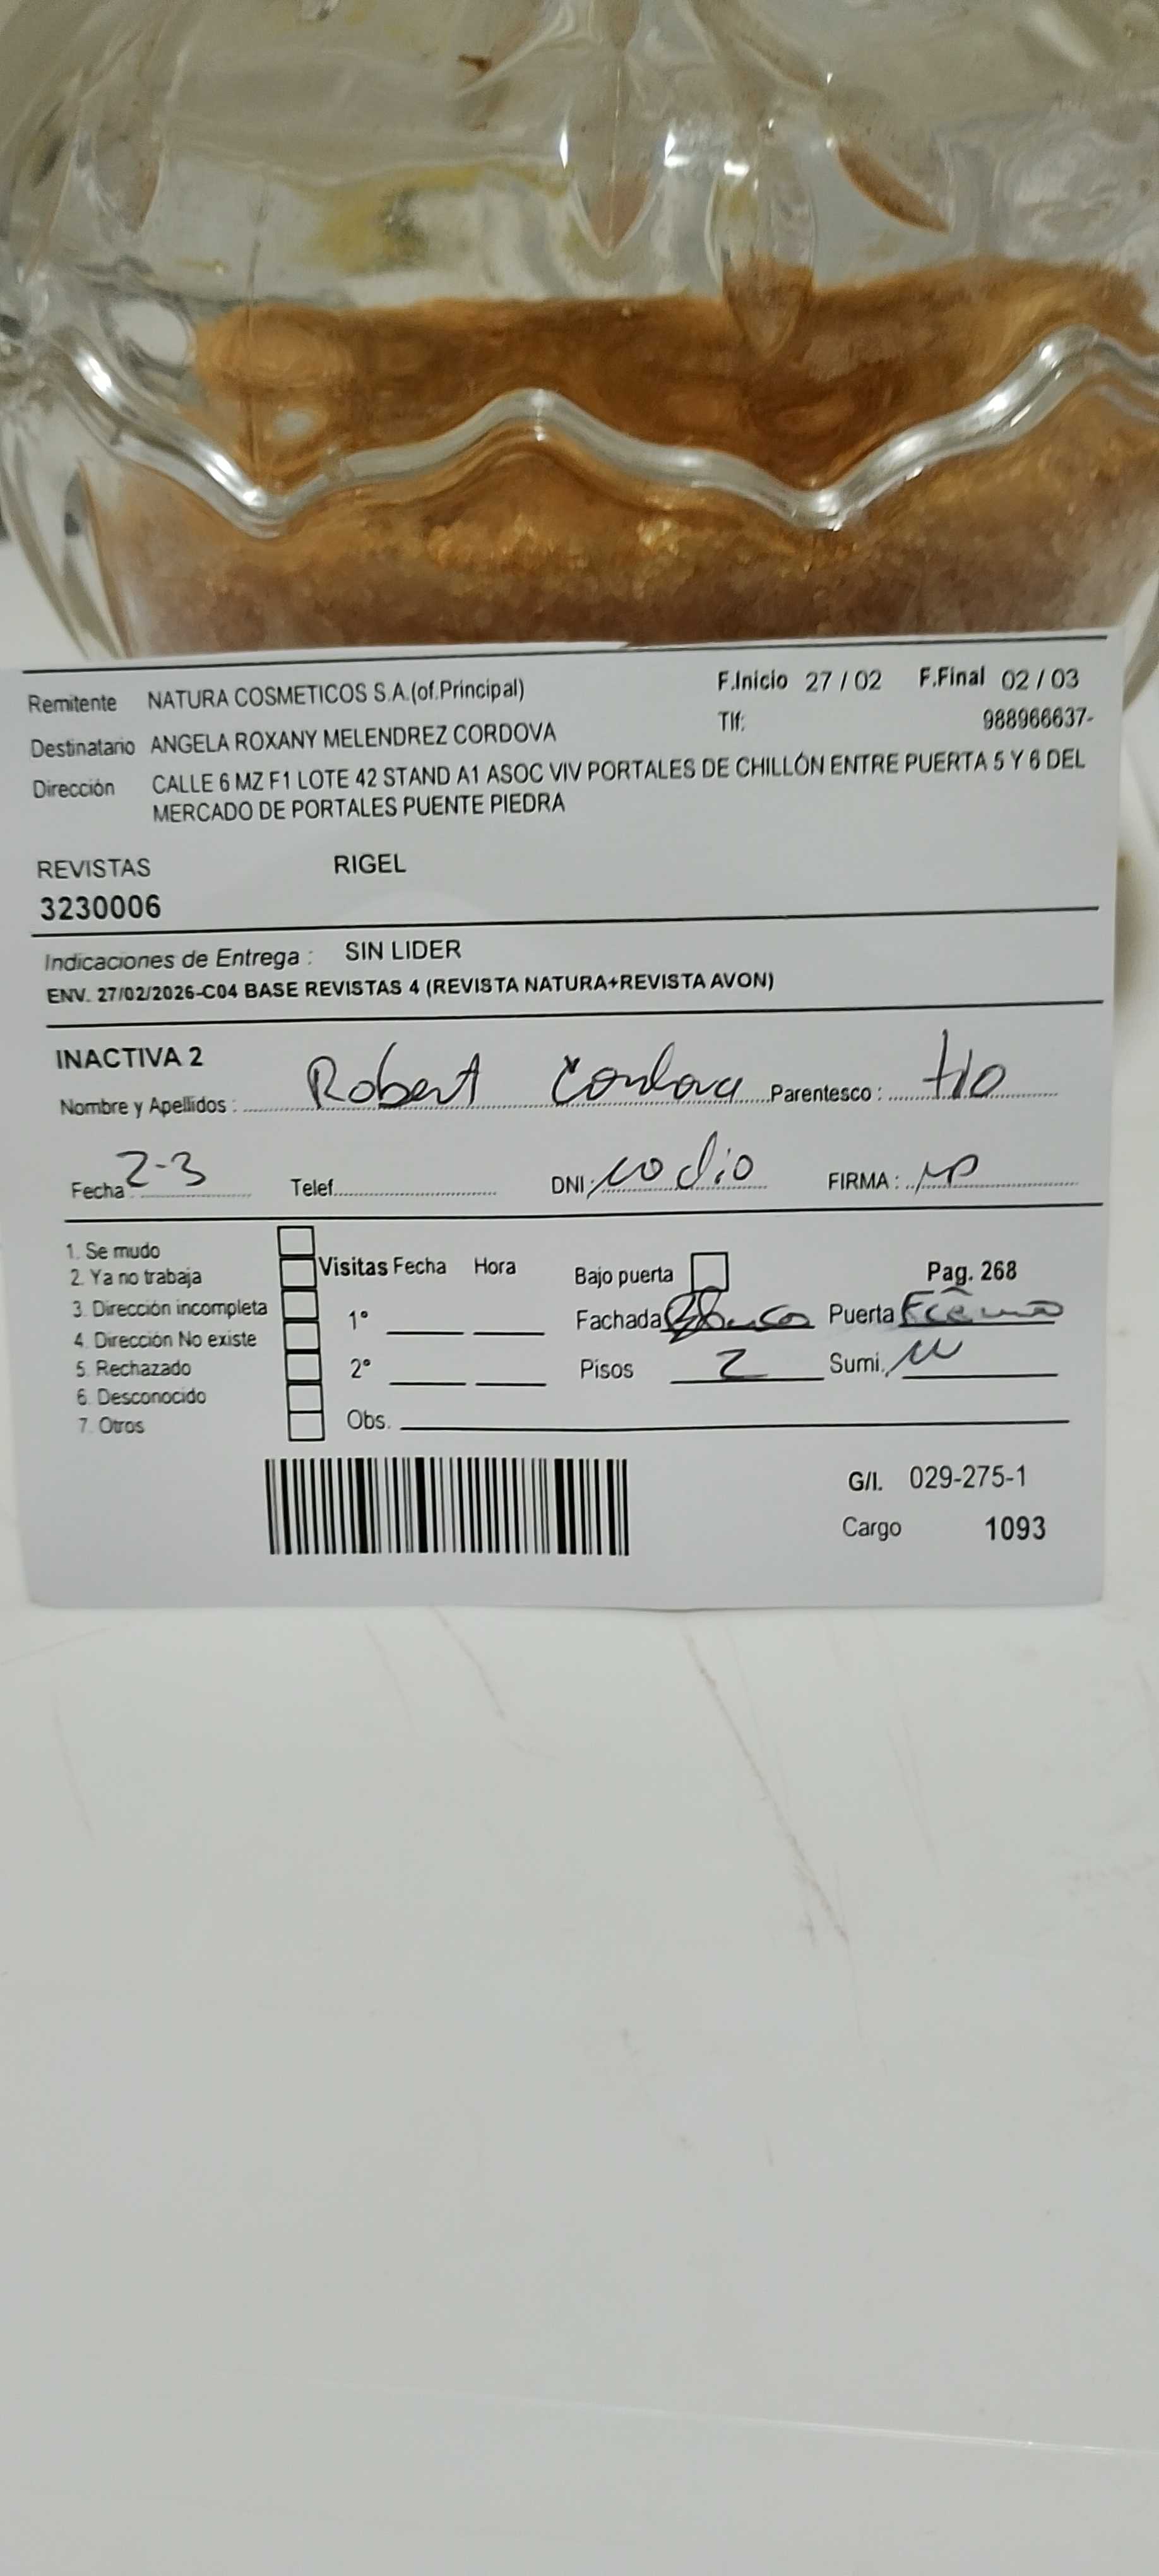 Remitente NATURA COSMETICOS S.A.(of.Principal) F.Inicio 27 / 02 F.Final 02 / 03
Destinatario ANGELA ROXANY MELENDREZ CORDOVA Tlf: 988966637-
Dirección CALLE 6 MZ F1 LOTE 42 STAND A1 ASOC VIV PORTALES DE CHILLÓN ENTRE PUERTA 5 Y 6 DEL
MERCADO DE PORTALES PUENTE PIEDRA
REVISTAS RIGEL
3230006
Indicaciones de Entrega : SIN LIDER
ENV. 27/02/2026-C04 BASE REVISTAS 4 (REVISTA NATURA+REVISTA AVON)
INACTIVA 2
Nombre y Apellidos : Robert Cordova Parentesco : tio
Fecha 2-3 Telef. DNI: no dio FIRMA :
1. Se mudo
2. Ya no trabaja
3. Dirección incompleta
4. Dirección No existe
5. Rechazado
6. Desconocido
7. Otros
Visitas Fecha Hora
1°
2°
Obs.
Bajo puerta Pag. 268
Fachada Puerta
Pisos 2 Sumi.
G/I. 029-275-1
Cargo 1093